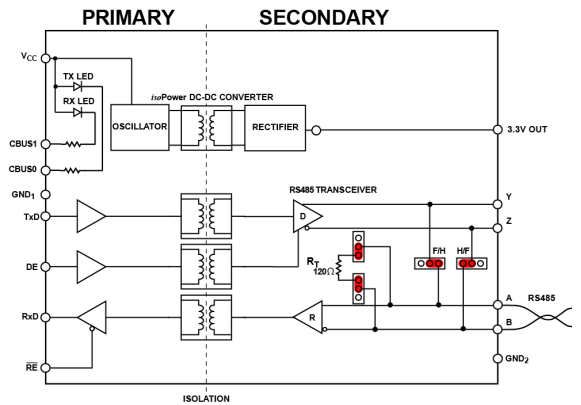 PRIMARY SECONDARY
VCC
TX LED
RX LED
isoPower DC-DC CONVERTER
OSCILLATOR
RECTIFIER
3.3V OUT
CBUS1
CBUS0
GND1
RS485 TRANSCEIVER
Y
TxD
D
Z
RT
120Ω
F/H
H/F
DE
A
RS485
RxD
R
B
GND2
RE
ISOLATION